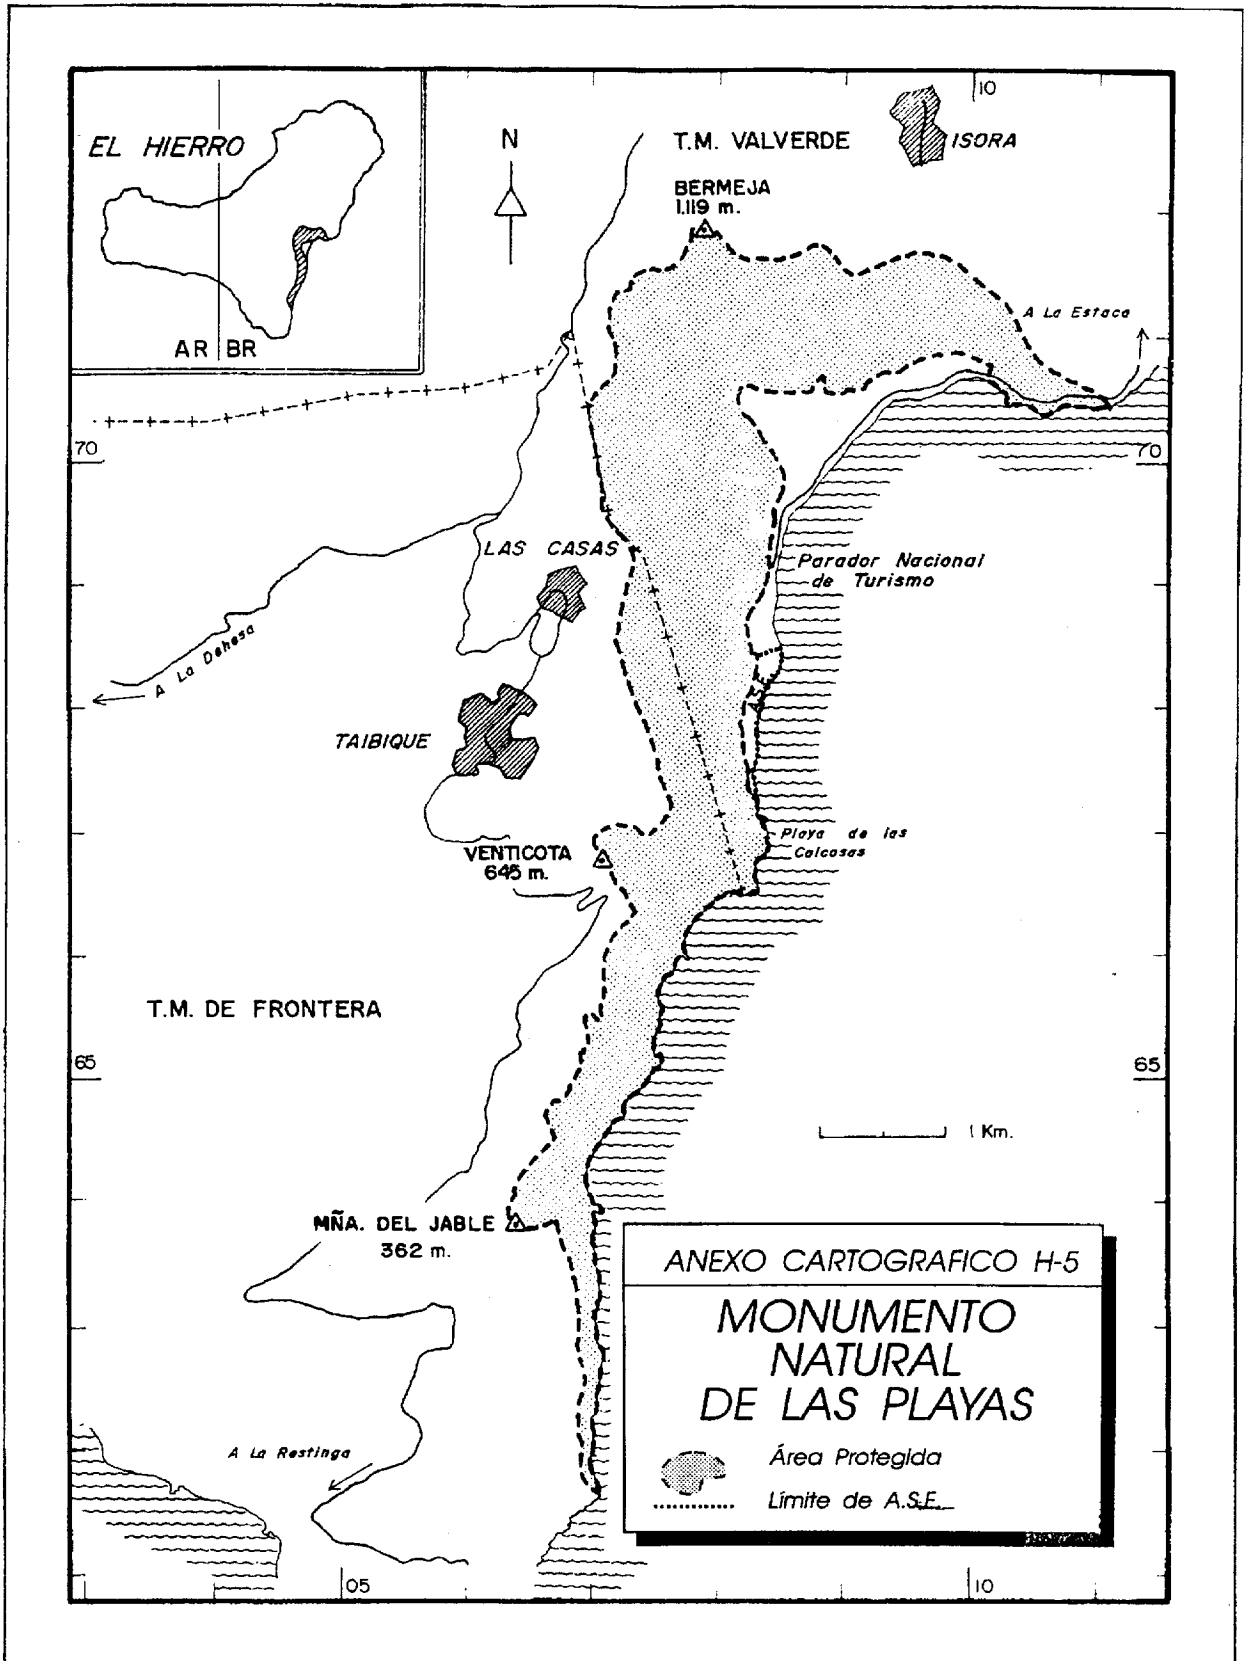 EL HIERRO
AR BR
N
T.M. VALVERDE
10
ISORA
BERMEJA
1.119 m.
A La Estaca
70
70
LAS CASAS
Parador Nacional
de Turismo
A La Dehesa
A.S.E.
TAIBIQUE
Playa de las
Calcosas
VENTICOTA
645 m.
T.M. DE FRONTERA
65
65
1 Km.
MÑA. DEL JABLE
362 m.
ANEXO CARTOGRAFICO H-5
MONUMENTO
NATURAL
DE LAS PLAYAS
A La Restinga
Área Protegida
Límite de A.S.E.
05
10